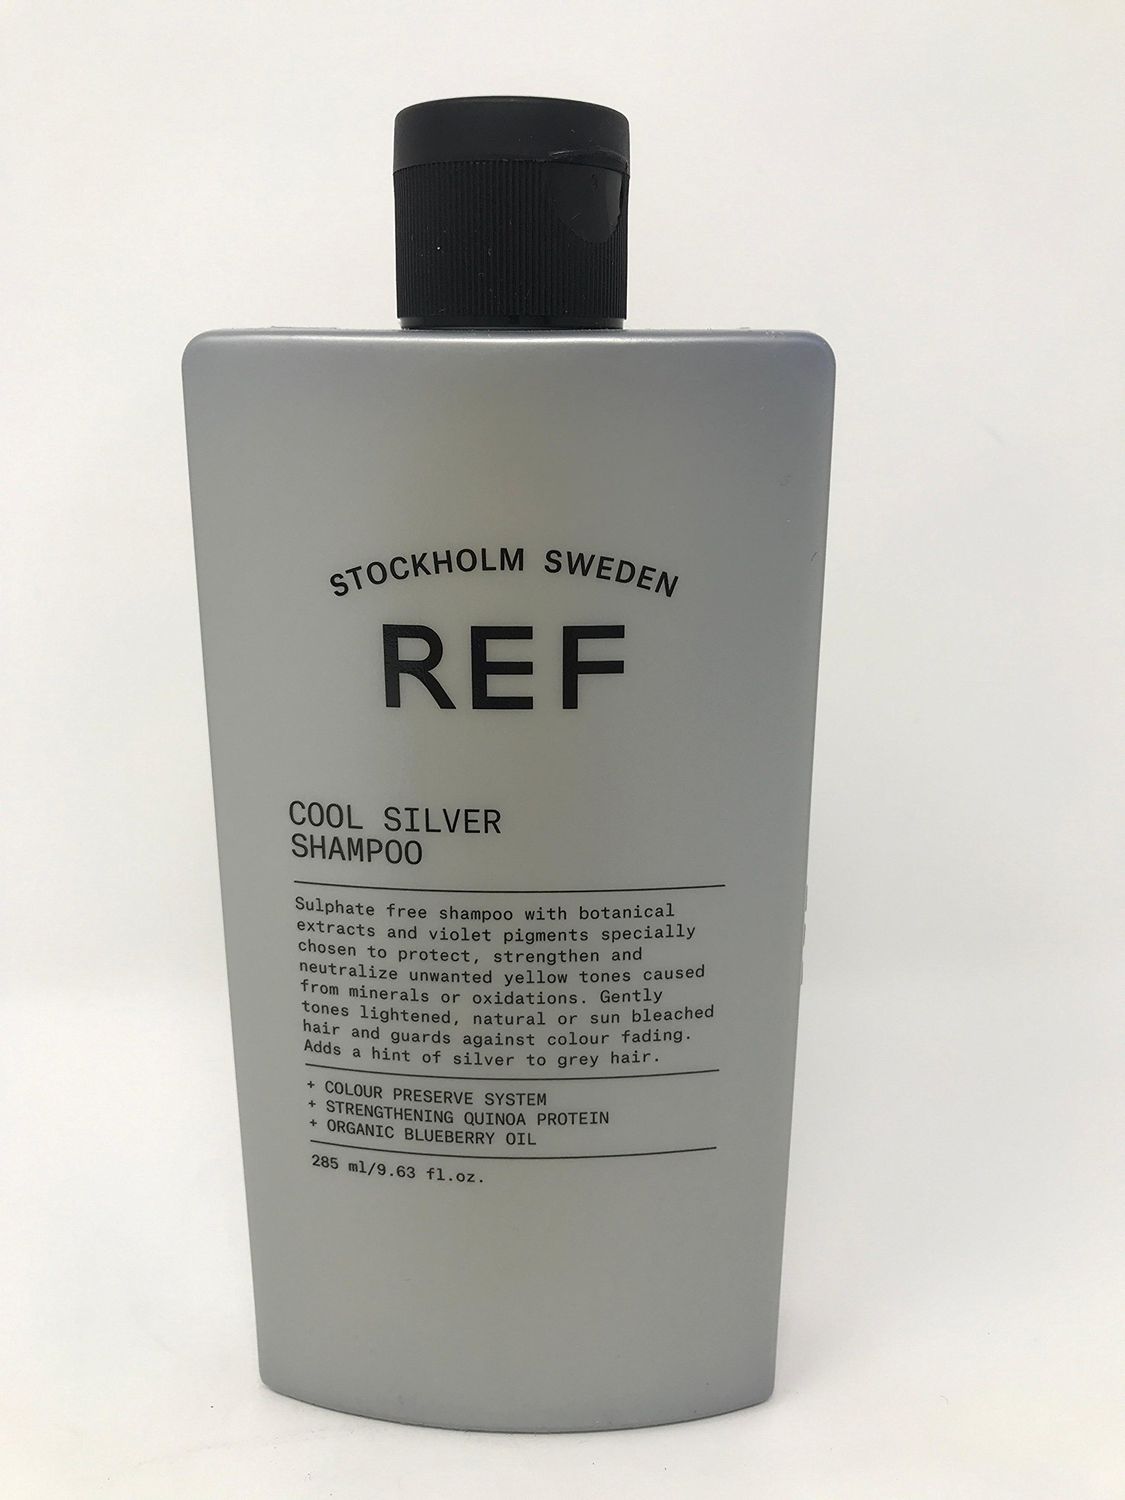 STOCKHOLM SWEDEN
REF
COOL SILVER
SHAMPOO
Sulphate free shampoo with botanical
extracts and violet pigments specially
chosen to protect, strengthen and
neutralize unwanted yellow tones caused
from minerals or oxidations. Gently
tones lightened, natural or sun bleached
hair and guards against colour fading.
Adds a hint of silver to grey hair.
+ COLOUR PRESERVE SYSTEM
+ STRENGTHENING QUINOA PROTEIN
+ ORGANIC BLUEBERRY OIL
285 ml/9.63 fl.oz.